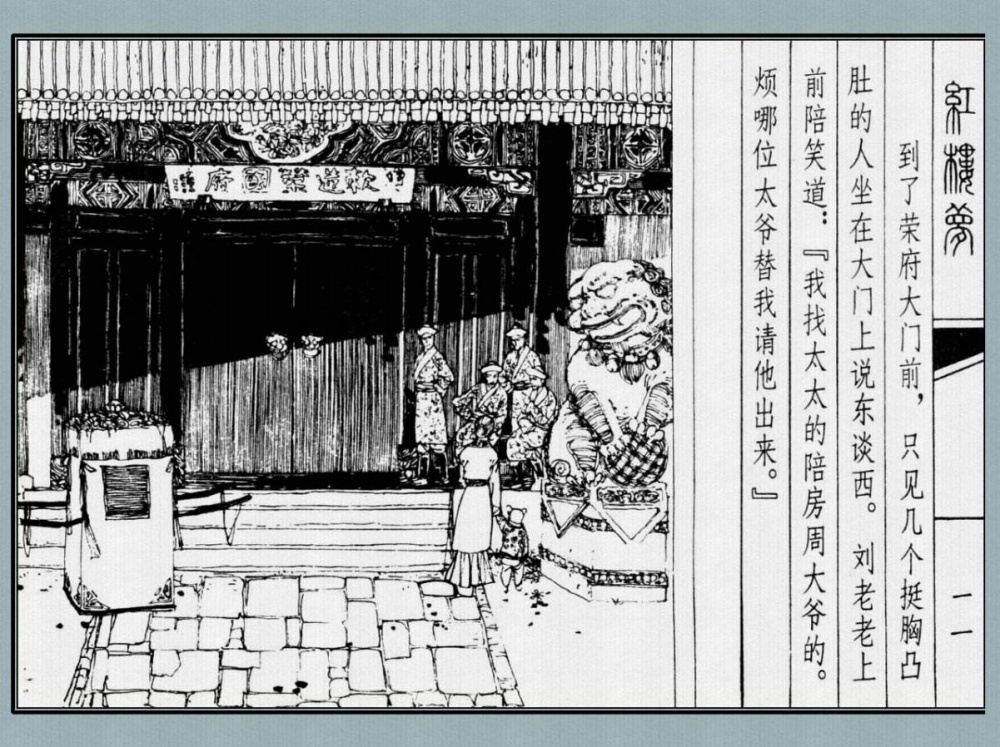 紅樓夢
一一
到了荣府大门前，只见几个挺胸凸
肚的人坐在大门上说东谈西。刘老老上
前陪笑道：『我找太太的陪房周大爷的。
烦哪位太爷替我请他出来。』
敕造榮國府